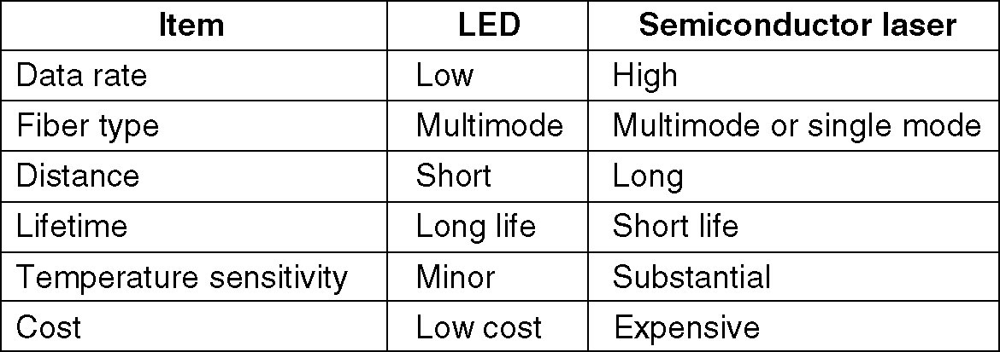 Item LED Semiconductor laser
Data rate Low High
Fiber type Multimode Multimode or single mode
Distance Short Long
Lifetime Long life Short life
Temperature sensitivity Minor Substantial
Cost Low cost Expensive